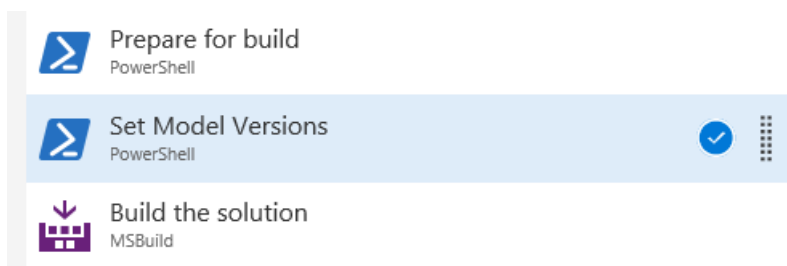 Prepare for build
PowerShell
Set Model Versions
PowerShell
Build the solution
MSBuild